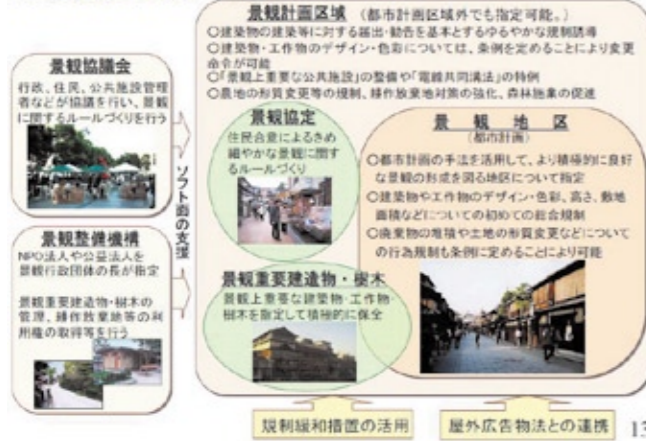 景観計画区域 (都市計画区域外でも指定可能。)
○建築物の建築等に対する届出・勧告を基本とするゆるやかな規制誘導
○建築物・工作物のデザイン・色彩については、条例を定めることにより変更
命令が可能
○「景観上重要な公共施設」の整備や「電線共同溝法」の特例
○農地の形質変更等の規制、耕作放棄地対策の強化、森林施業の促進
景観協議会
行政、住民、公共施設管理
者などが協議を行い、景観
に関するルールづくりを行う
ソフト面の支援
景観整備機構
NPO法人や公益法人を
景観行政団体の長が指定
景観重要建造物・樹木の
管理、耕作放棄地等の利
用権の取得等を行う
景観協定
住民合意によるきめ
細やかな景観に関す
るルールづくり
景観地区
(都市計画)
○都市計画の手法を活用して、より積極的に良好
な景観の形成を図る地区について指定
○建築物や工作物のデザイン・色彩、高さ、敷地
面積などについての初めての総合規制
○廃棄物の堆積や土地の形質変更などについて
の行為規制も条例に定めることにより可能
景観重要建造物・樹木
景観上重要な建築物・工作物・
樹木を指定して積極的に保全
規制緩和措置の活用
屋外広告物法との連携
13